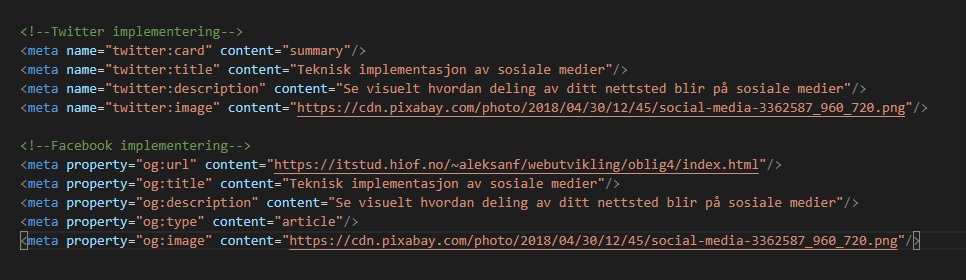 <!--Twitter implementering-->
<meta name="twitter:card" content="summary"/>
<meta name="twitter:title" content="Teknisk implementasjon av sosiale medier"/>
<meta name="twitter:description" content="Se visuelt hvordan deling av ditt nettsted blir på sosiale medier"/>
<meta name="twitter:image" content="https://cdn.pixabay.com/photo/2018/04/30/12/45/social-media-3362587_960_720.png"/>
<!--Facebook implementering-->
<meta property="og:url" content="https://itstud.hiof.no/~aleksanf/webutvikling/oblig4/index.html"/>
<meta property="og:title" content="Teknisk implementasjon av sosiale medier"/>
<meta property="og:description" content="Se visuelt hvordan deling av ditt nettsted blir på sosiale medier"/>
<meta property="og:type" content="article"/>
<meta property="og:image" content="https://cdn.pixabay.com/photo/2018/04/30/12/45/social-media-3362587_960_720.png"/>